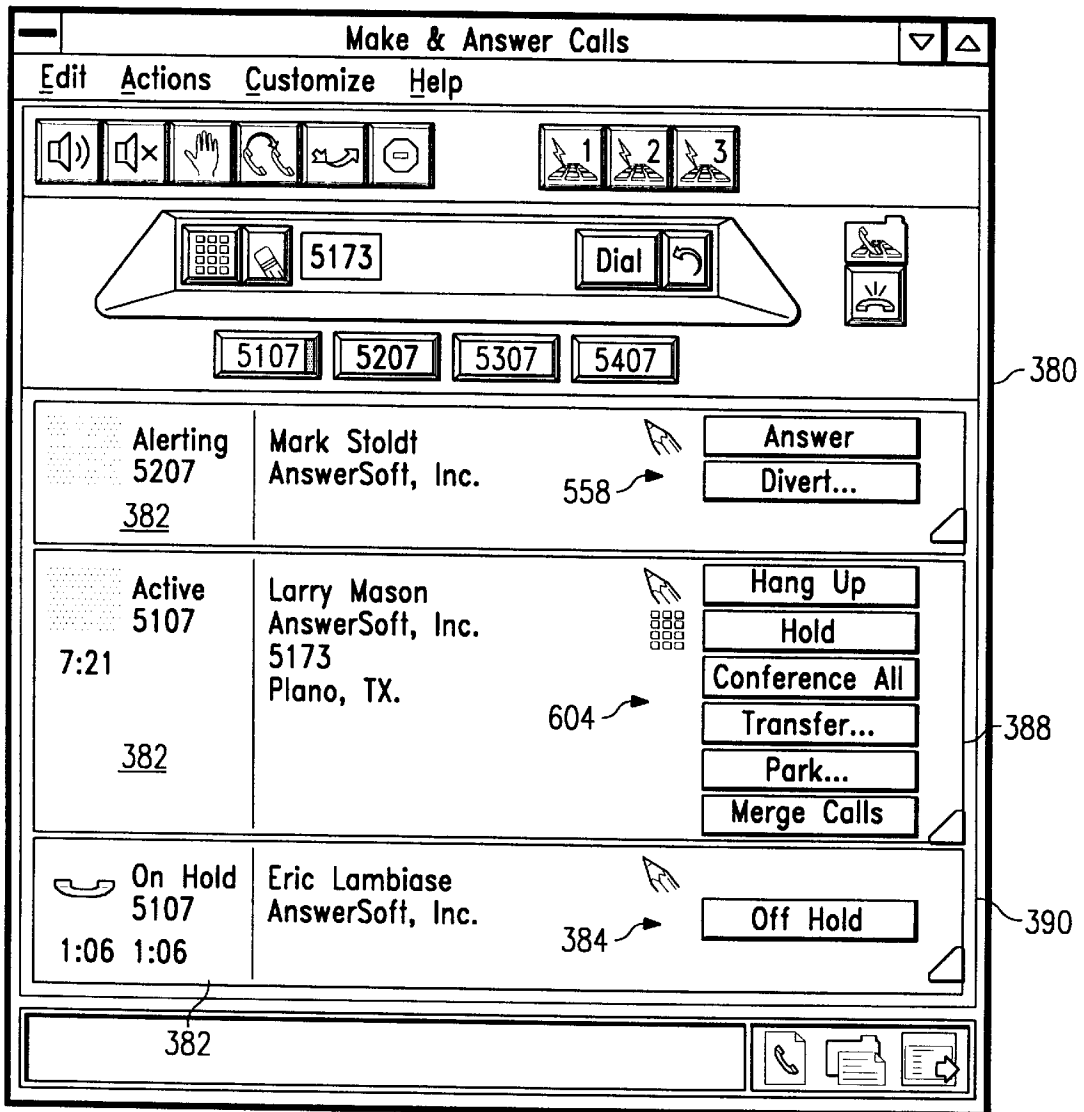 Make & Answer Calls
Edit Actions Customize Help
1 2 3
5173 Dial
5107 5207 5307 5407
380
Alerting Mark Stoldt Answer
5207 AnswerSoft, Inc. 558 Divert...
382
Active Larry Mason Hang Up
5107 AnswerSoft, Inc. Hold
7:21 5173 Conference All
Plano, TX. 604 Transfer... 388
382 Park...
Merge Calls
On Hold Eric Lambiase
5107 AnswerSoft, Inc. Off Hold 390
1:06 1:06 384
382